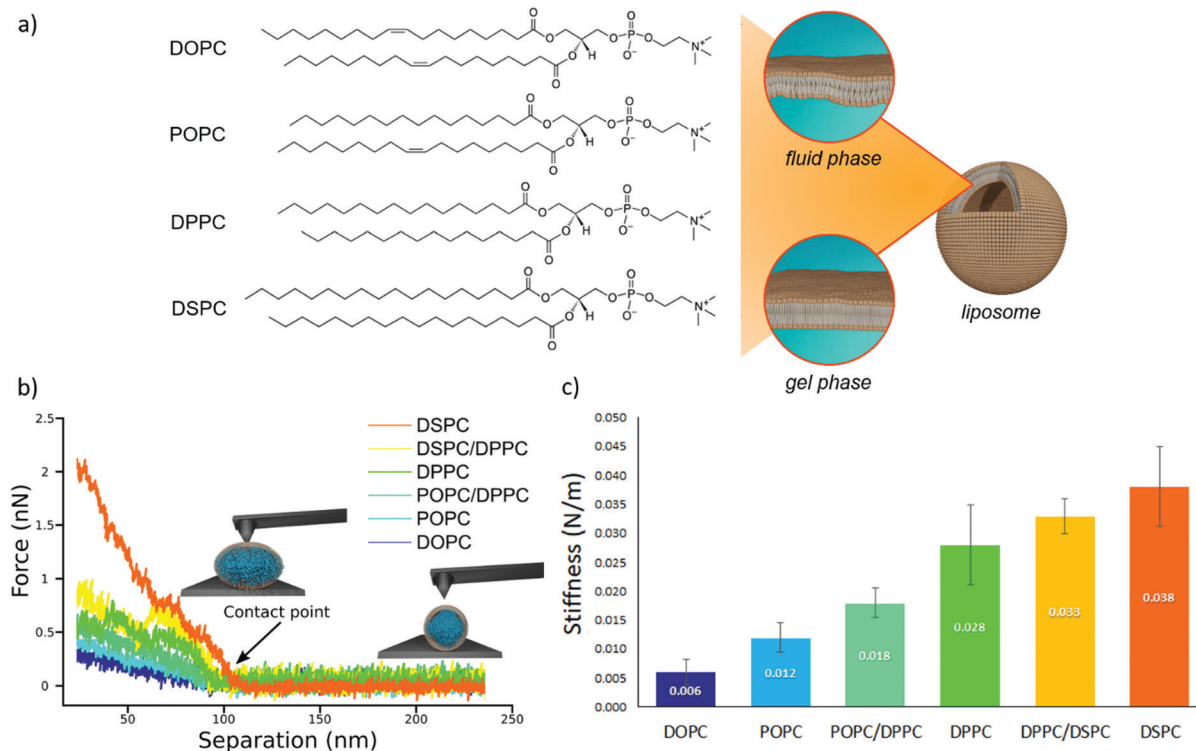 a)
DOPC
POPC
DPPC
DSPC
O
O
O
H
O
O
O
P
O
O⁻
O
N⁺
O
O
O
H
O
O
O
P
O
O⁻
O
N⁺
O
O
O
H
O
O
O
P
O
O⁻
O
N⁺
O
O
O
H
O
O
O
P
O
O⁻
O
N⁺
fluid phase
gel phase
liposome
b)
Force (nN)
2.5
2
1.5
1
0.5
0
50
100
150
200
250
Separation (nm)
DSPC
DSPC/DPPC
DPPC
POPC/DPPC
POPC
DOPC
Contact point
c)
Stiffness (N/m)
0.050
0.045
0.040
0.035
0.030
0.025
0.020
0.015
0.010
0.005
0.000
0.006
0.012
0.018
0.028
0.033
0.038
DOPC
POPC
POPC/DPPC
DPPC
DPPC/DSPC
DSPC